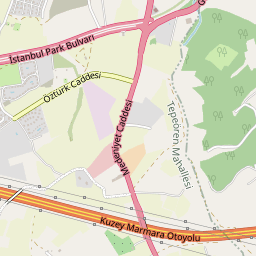 İstanbul Park Bulvarı
Öztürk Caddesi
Medeniyet Caddesi
Tepeören Mahallesi
Kuzey Marmara Otoyolu